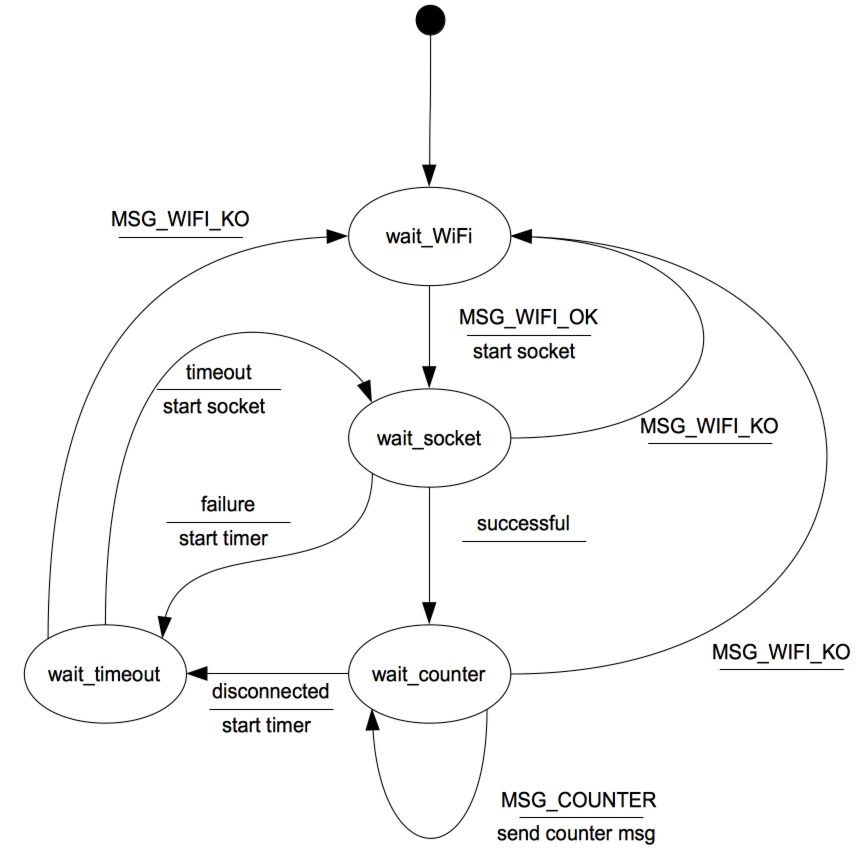 MSG_WIFI_KO
wait_WiFi
MSG_WIFI_OK
start socket
timeout
start socket
wait_socket
MSG_WIFI_KO
failure
start timer
successful
wait_timeout
disconnected
start timer
wait_counter
MSG_WIFI_KO
MSG_COUNTER
send counter msg